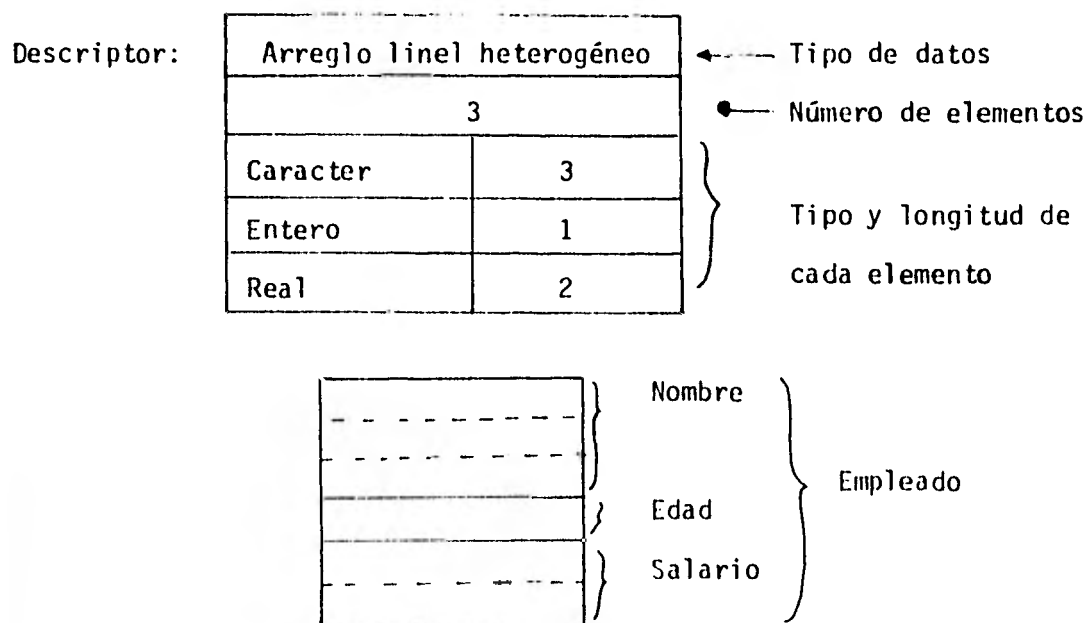 Descriptor: Arreglo linel heterogéneo Tipo de datos
3 Número de elementos
Caracter 3
Entero 1 Tipo y longitud de
Real 2 cada elemento
Nombre
Empleado
Edad
Salario